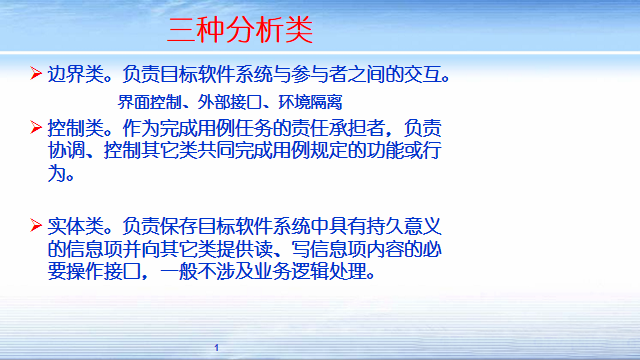 三种分析类
边界类。负责目标软件系统与参与者之间的交互。
界面控制、外部接口、环境隔离
控制类。作为完成用例任务的责任承担者，负责
协调、控制其它类共同完成用例规定的功能或行
为。
实体类。负责保存目标软件系统中具有持久意义
的信息项并向其它类提供读、写信息项内容的必
要操作接口，一般不涉及业务逻辑处理。
1